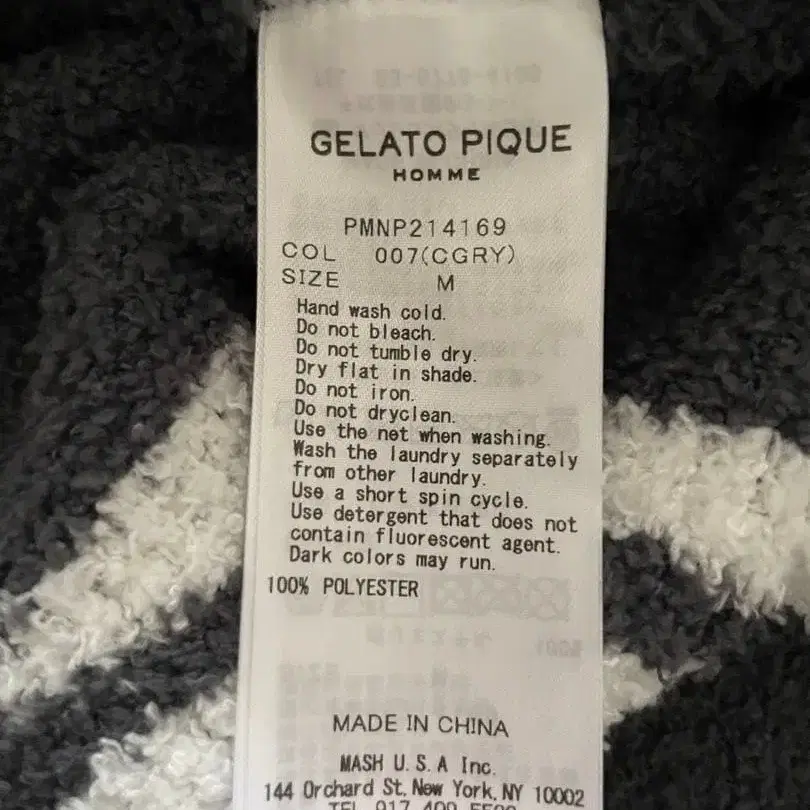 GELATO PIQUE
HOMME
PMNP214169
COL 007(CGRY)
SIZE M
Hand wash cold.
Do not bleach.
Do not tumble dry.
Dry flat in shade.
Do not iron.
Do not dryclean.
Use the net when washing.
Wash the laundry separately
from other laundry.
Use a short spin cycle.
Use detergent that does not
contain fluorescent agent.
Dark colors may run.
100% POLYESTER
MADE IN CHINA
MASH U.S.A Inc.
144 Orchard St, New York, NY 10002
TEL